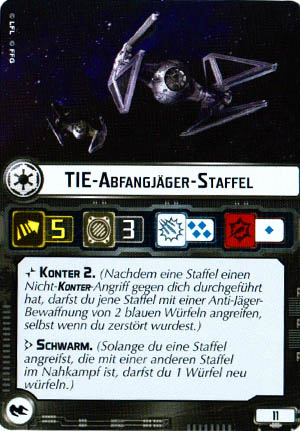 © LFL © FFG
TIE-Abfangjäger-Staffel
5 3
Konter 2. (Nachdem eine Staffel einen
Nicht-Konter-Angriff gegen dich durchgeführt
hat, darfst du jene Staffel mit einer Anti-Jäger-
Bewaffnung von 2 blauen Würfeln angreifen,
selbst wenn du zerstört wurdest.)
Schwarm. (Solange du eine Staffel
angreifst, die mit einer anderen Staffel
im Nahkampf ist, darfst du 1 Würfel neu
würfeln.)
11